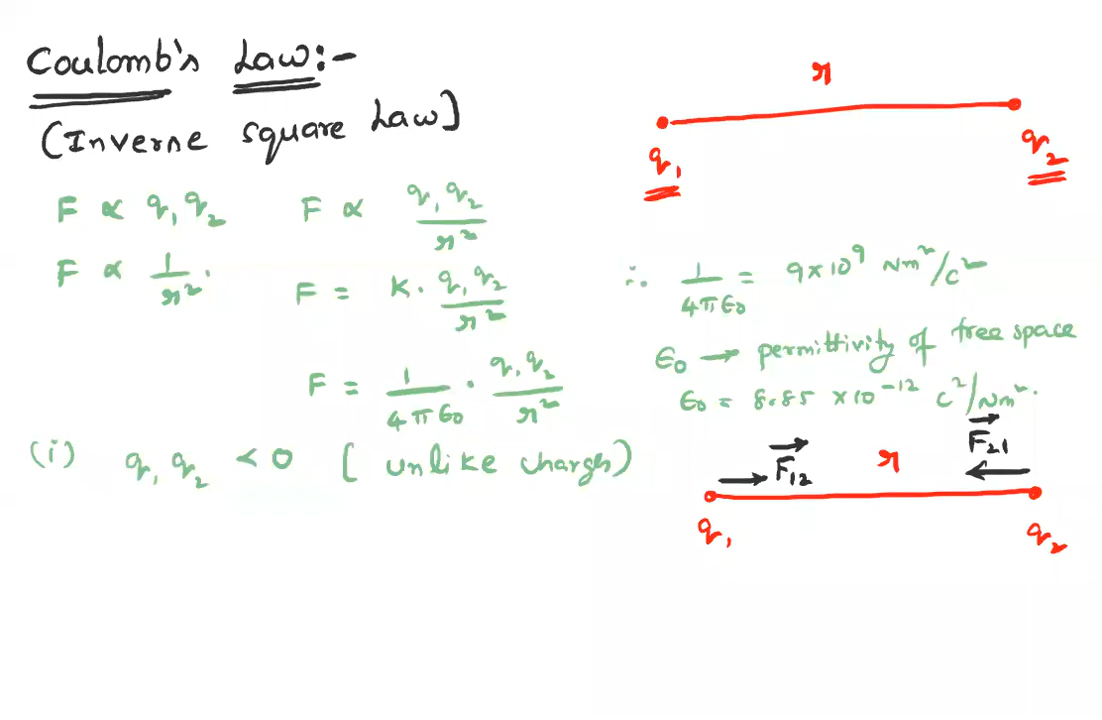 Coulomb's Law:-
(Inverse square Law)
r
q₁
q₂
F ∝ q₁q₂
F ∝ q₁q₂/r²
F ∝ 1/r².
F = K. q₁q₂/r²
∴ 1/4πϵ₀ = 9×10⁹ Nm²/c²
F = 1/4πϵ₀ . q₁q₂/r²
ϵ₀ → permittivity of free space
ϵ₀ = 8.85 ×10⁻¹² c²/Nm².
(i) q₁q₂ < 0 (unlike charges)
F₁₂
r
F₂₁
q₁
q₂